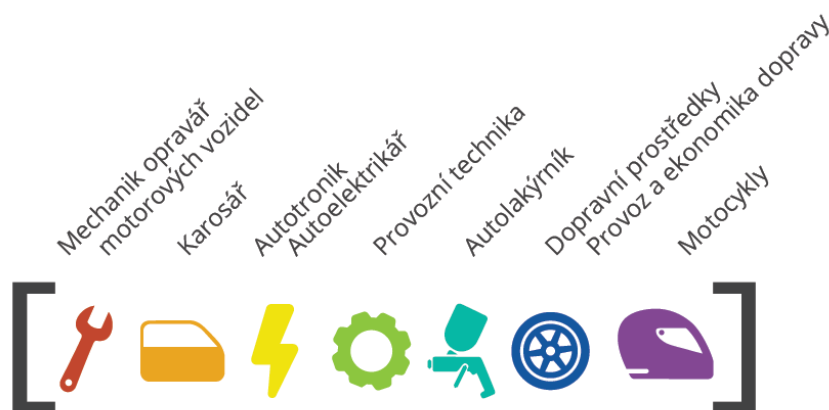 Mechanik opravář
motorových vozidel
Karosář
Autotronik
Autoelektrikář
Provozní technika
Autolakýrník
Dopravní prostředky
Provoz a ekonomika dopravy
Motocykly